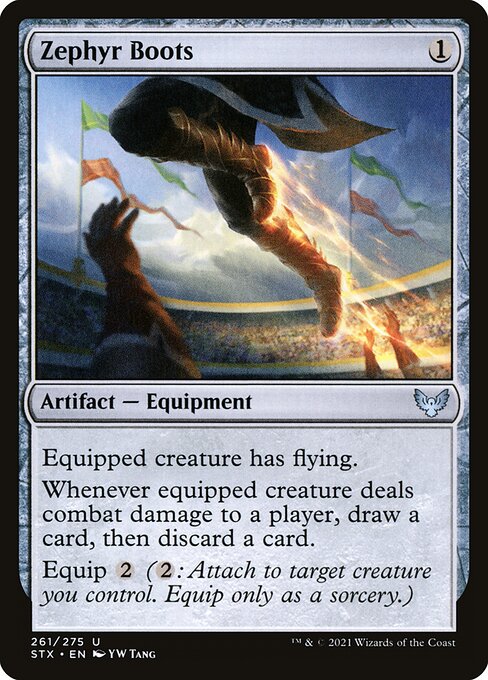 Zephyr Boots 1
Artifact — Equipment
Equipped creature has flying.
Whenever equipped creature deals
combat damage to a player, draw a
card, then discard a card.
Equip 2 (2: Attach to target creature
you control. Equip only as a sorcery.)
261/275 U
STX • EN YW Tang
™ & © 2021 Wizards of the Coast